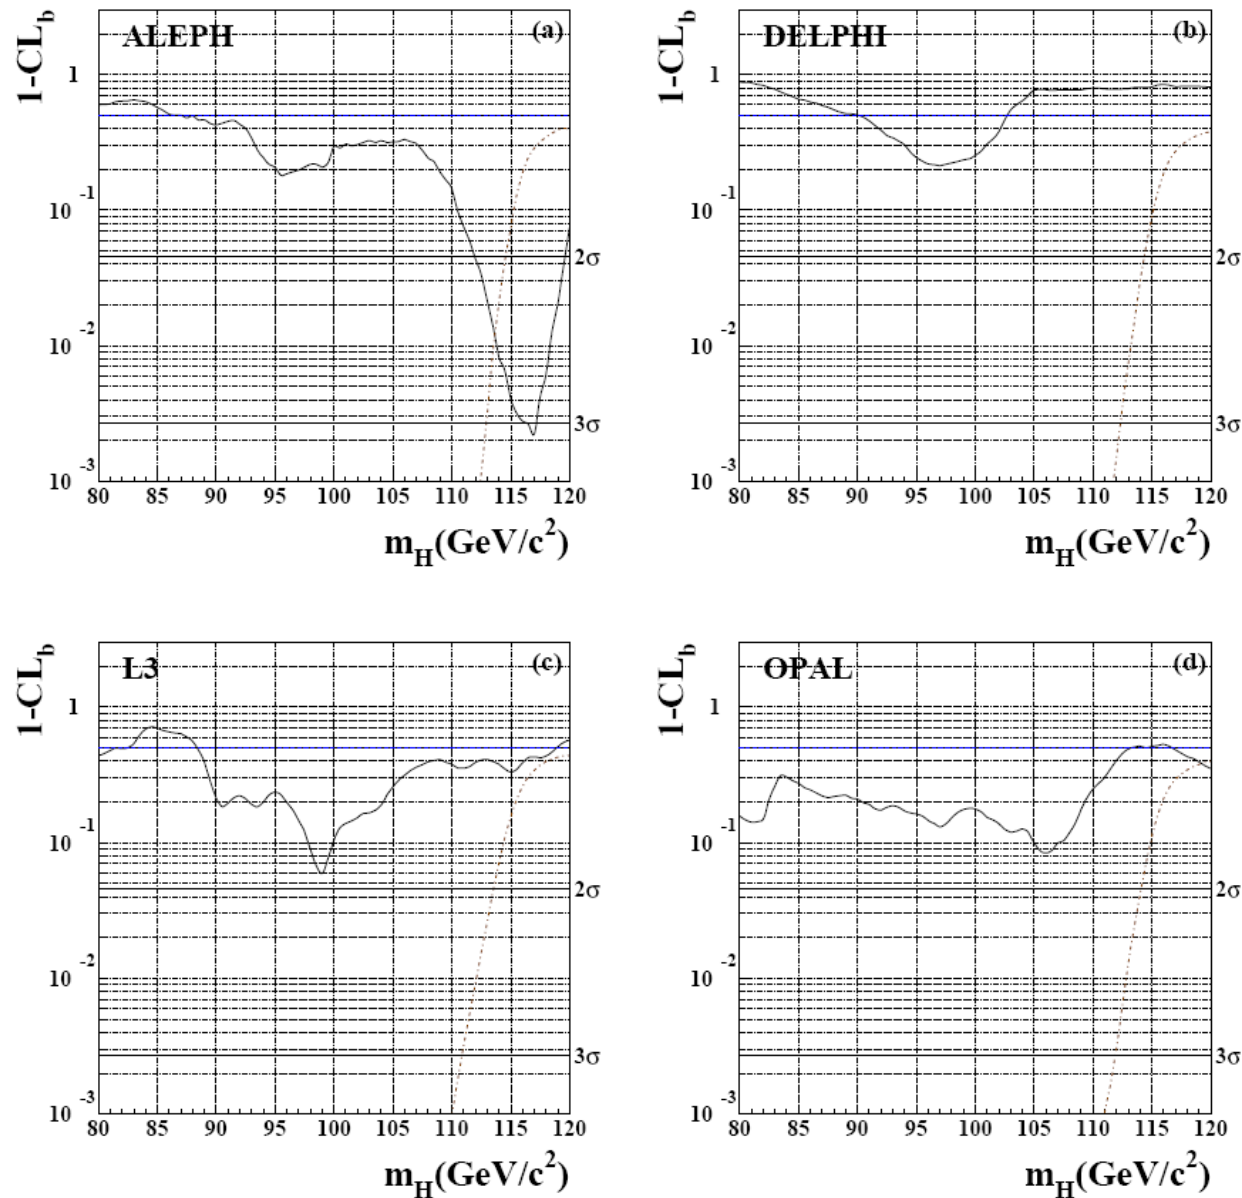 1-CL_b
ALEPH
(a)
1
10^-1
2σ
10^-2
3σ
10^-3
80 85 90 95 100 105 110 115 120
m_H(GeV/c^2)
1-CL_b
DELPHI
(b)
1
10^-1
2σ
10^-2
3σ
10^-3
80 85 90 95 100 105 110 115 120
m_H(GeV/c^2)
1-CL_b
L3
(c)
1
10^-1
2σ
10^-2
3σ
10^-3
80 85 90 95 100 105 110 115 120
m_H(GeV/c^2)
1-CL_b
OPAL
(d)
1
10^-1
2σ
10^-2
3σ
10^-3
80 85 90 95 100 105 110 115 120
m_H(GeV/c^2)